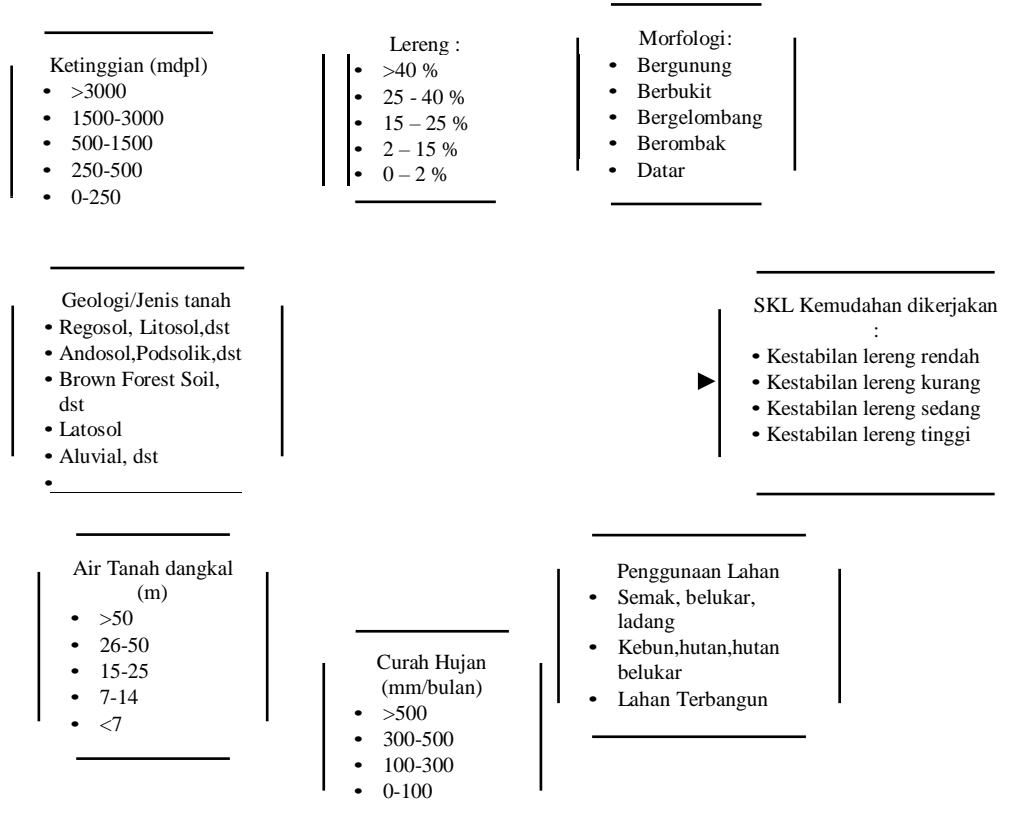 Ketinggian (mdpl)
• >3000
• 1500-3000
• 500-1500
• 250-500
• 0-250
Lereng :
• >40 %
• 25 - 40 %
• 15 – 25 %
• 2 – 15 %
• 0 – 2 %
Morfologi:
• Bergunung
• Berbukit
• Bergelombang
• Berombak
• Datar
Geologi/Jenis tanah
• Regosol, Litosol,dst
• Andosol,Podsolik,dst
• Brown Forest Soil,
dst
• Latosol
• Aluvial, dst
•
SKL Kemudahan dikerjakan
:
• Kestabilan lereng rendah
• Kestabilan lereng kurang
• Kestabilan lereng sedang
• Kestabilan lereng tinggi
Air Tanah dangkal
(m)
• >50
• 26-50
• 15-25
• 7-14
• <7
Curah Hujan
(mm/bulan)
• >500
• 300-500
• 100-300
• 0-100
Penggunaan Lahan
• Semak, belukar,
ladang
• Kebun,hutan,hutan
belukar
• Lahan Terbangun